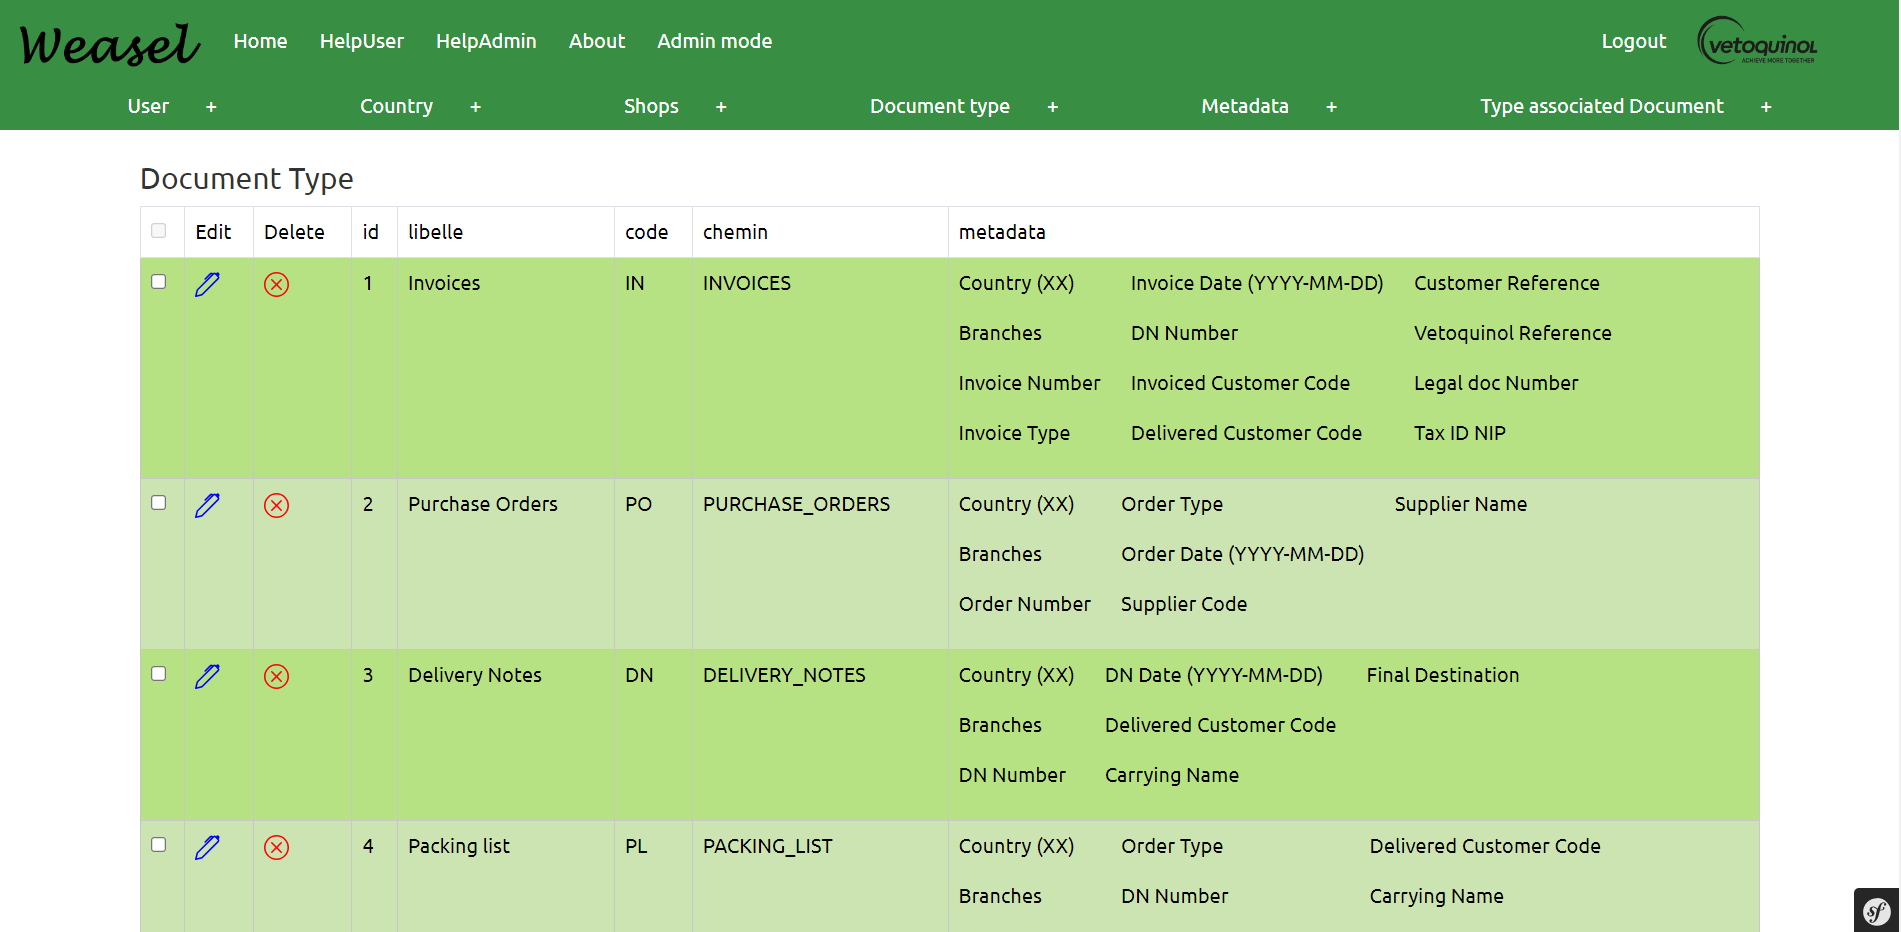 Weasel Home HelpUser HelpAdmin About Admin mode Logout vetoquinol
ACHIEVE MORE TOGETHER
User + Country + Shops + Document type + Metadata + Type associated Document +
Document Type
Edit Delete id libelle code chemin metadata
1 Invoices IN INVOICES Country (XX) Invoice Date (YYYY-MM-DD) Customer Reference
Branches DN Number Vetoquinol Reference
Invoice Number Invoiced Customer Code Legal doc Number
Invoice Type Delivered Customer Code Tax ID NIP
2 Purchase Orders PO PURCHASE_ORDERS Country (XX) Order Type Supplier Name
Branches Order Date (YYYY-MM-DD)
Order Number Supplier Code
3 Delivery Notes DN DELIVERY_NOTES Country (XX) DN Date (YYYY-MM-DD) Final Destination
Branches Delivered Customer Code
DN Number Carrying Name
4 Packing list PL PACKING_LIST Country (XX) Order Type Delivered Customer Code
Branches DN Number Carrying Name
sf